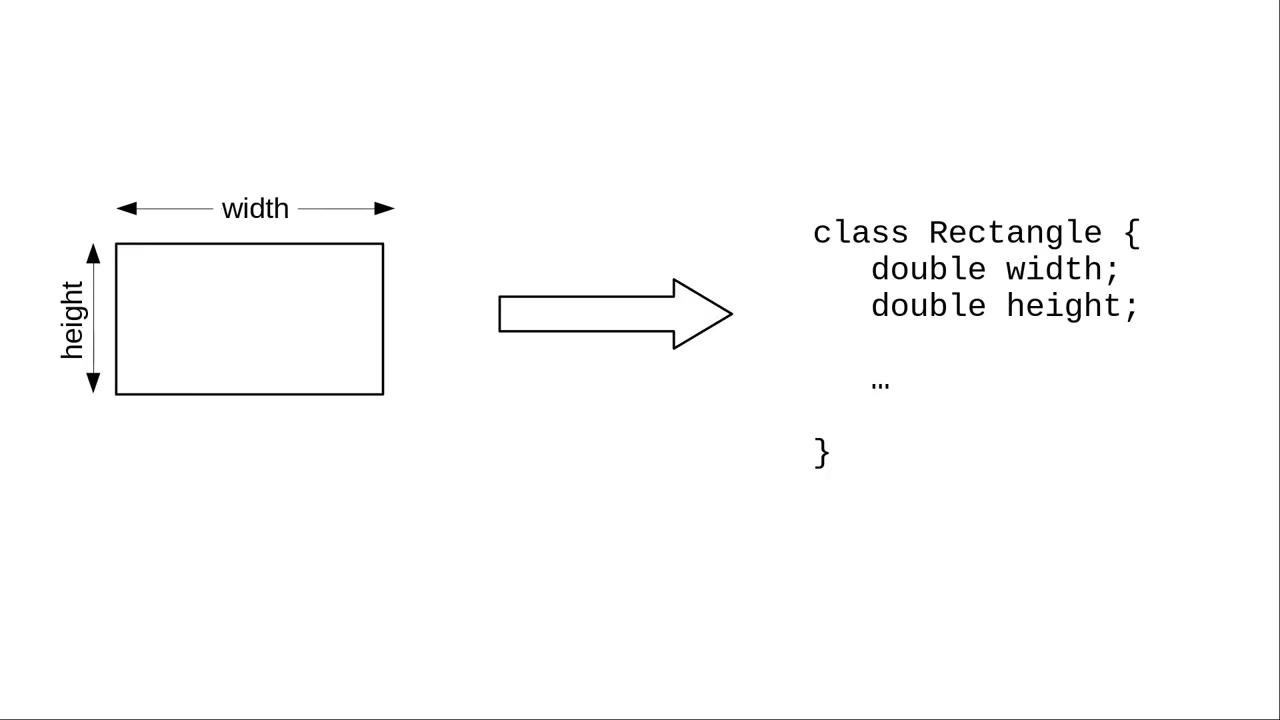 width
height
class Rectangle {
   double width;
   double height;

   …

}